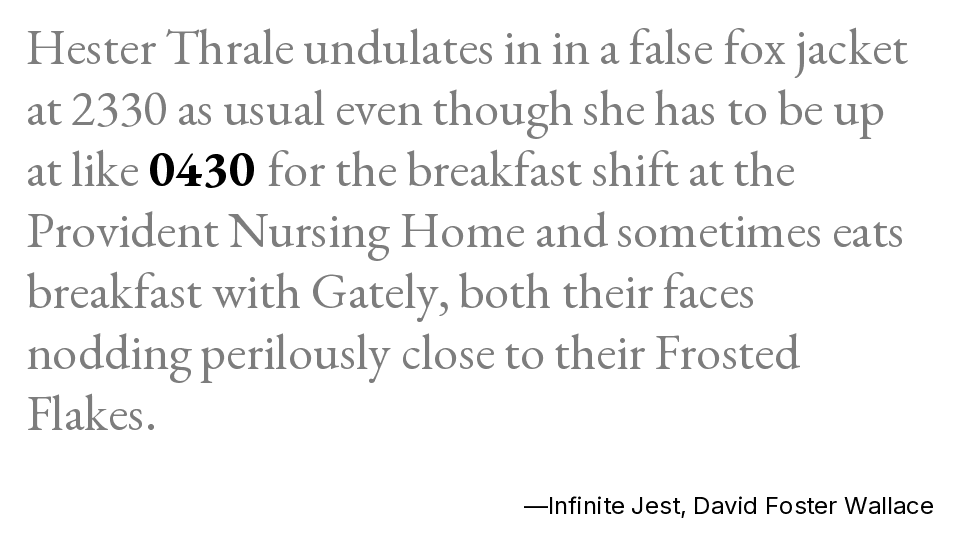 Hester Thrale undulates in in a false fox jacket
at 2330 as usual even though she has to be up
at like 0430 for the breakfast shift at the
Provident Nursing Home and sometimes eats
breakfast with Gately, both their faces
nodding perilously close to their Frosted
Flakes.
—Infinite Jest, David Foster Wallace